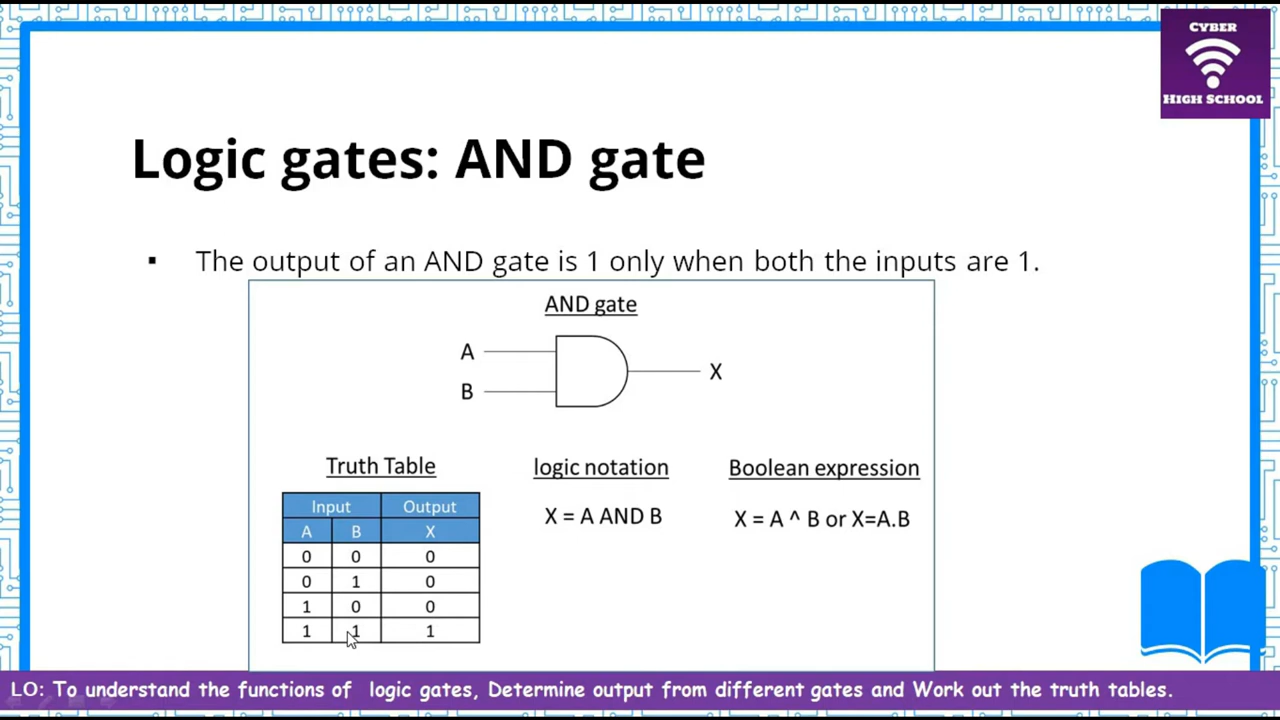 CYBER
HIGH SCHOOL
Logic gates: AND gate
▪ The output of an AND gate is 1 only when both the inputs are 1.
AND gate
A
B
X
Truth Table
Input Output
A B X
0 0 0
0 1 0
1 0 0
1 1 1
logic notation
X = A AND B
Boolean expression
X = A ^ B or X=A.B
LO: To understand the functions of logic gates, Determine output from different gates and Work out the truth tables.